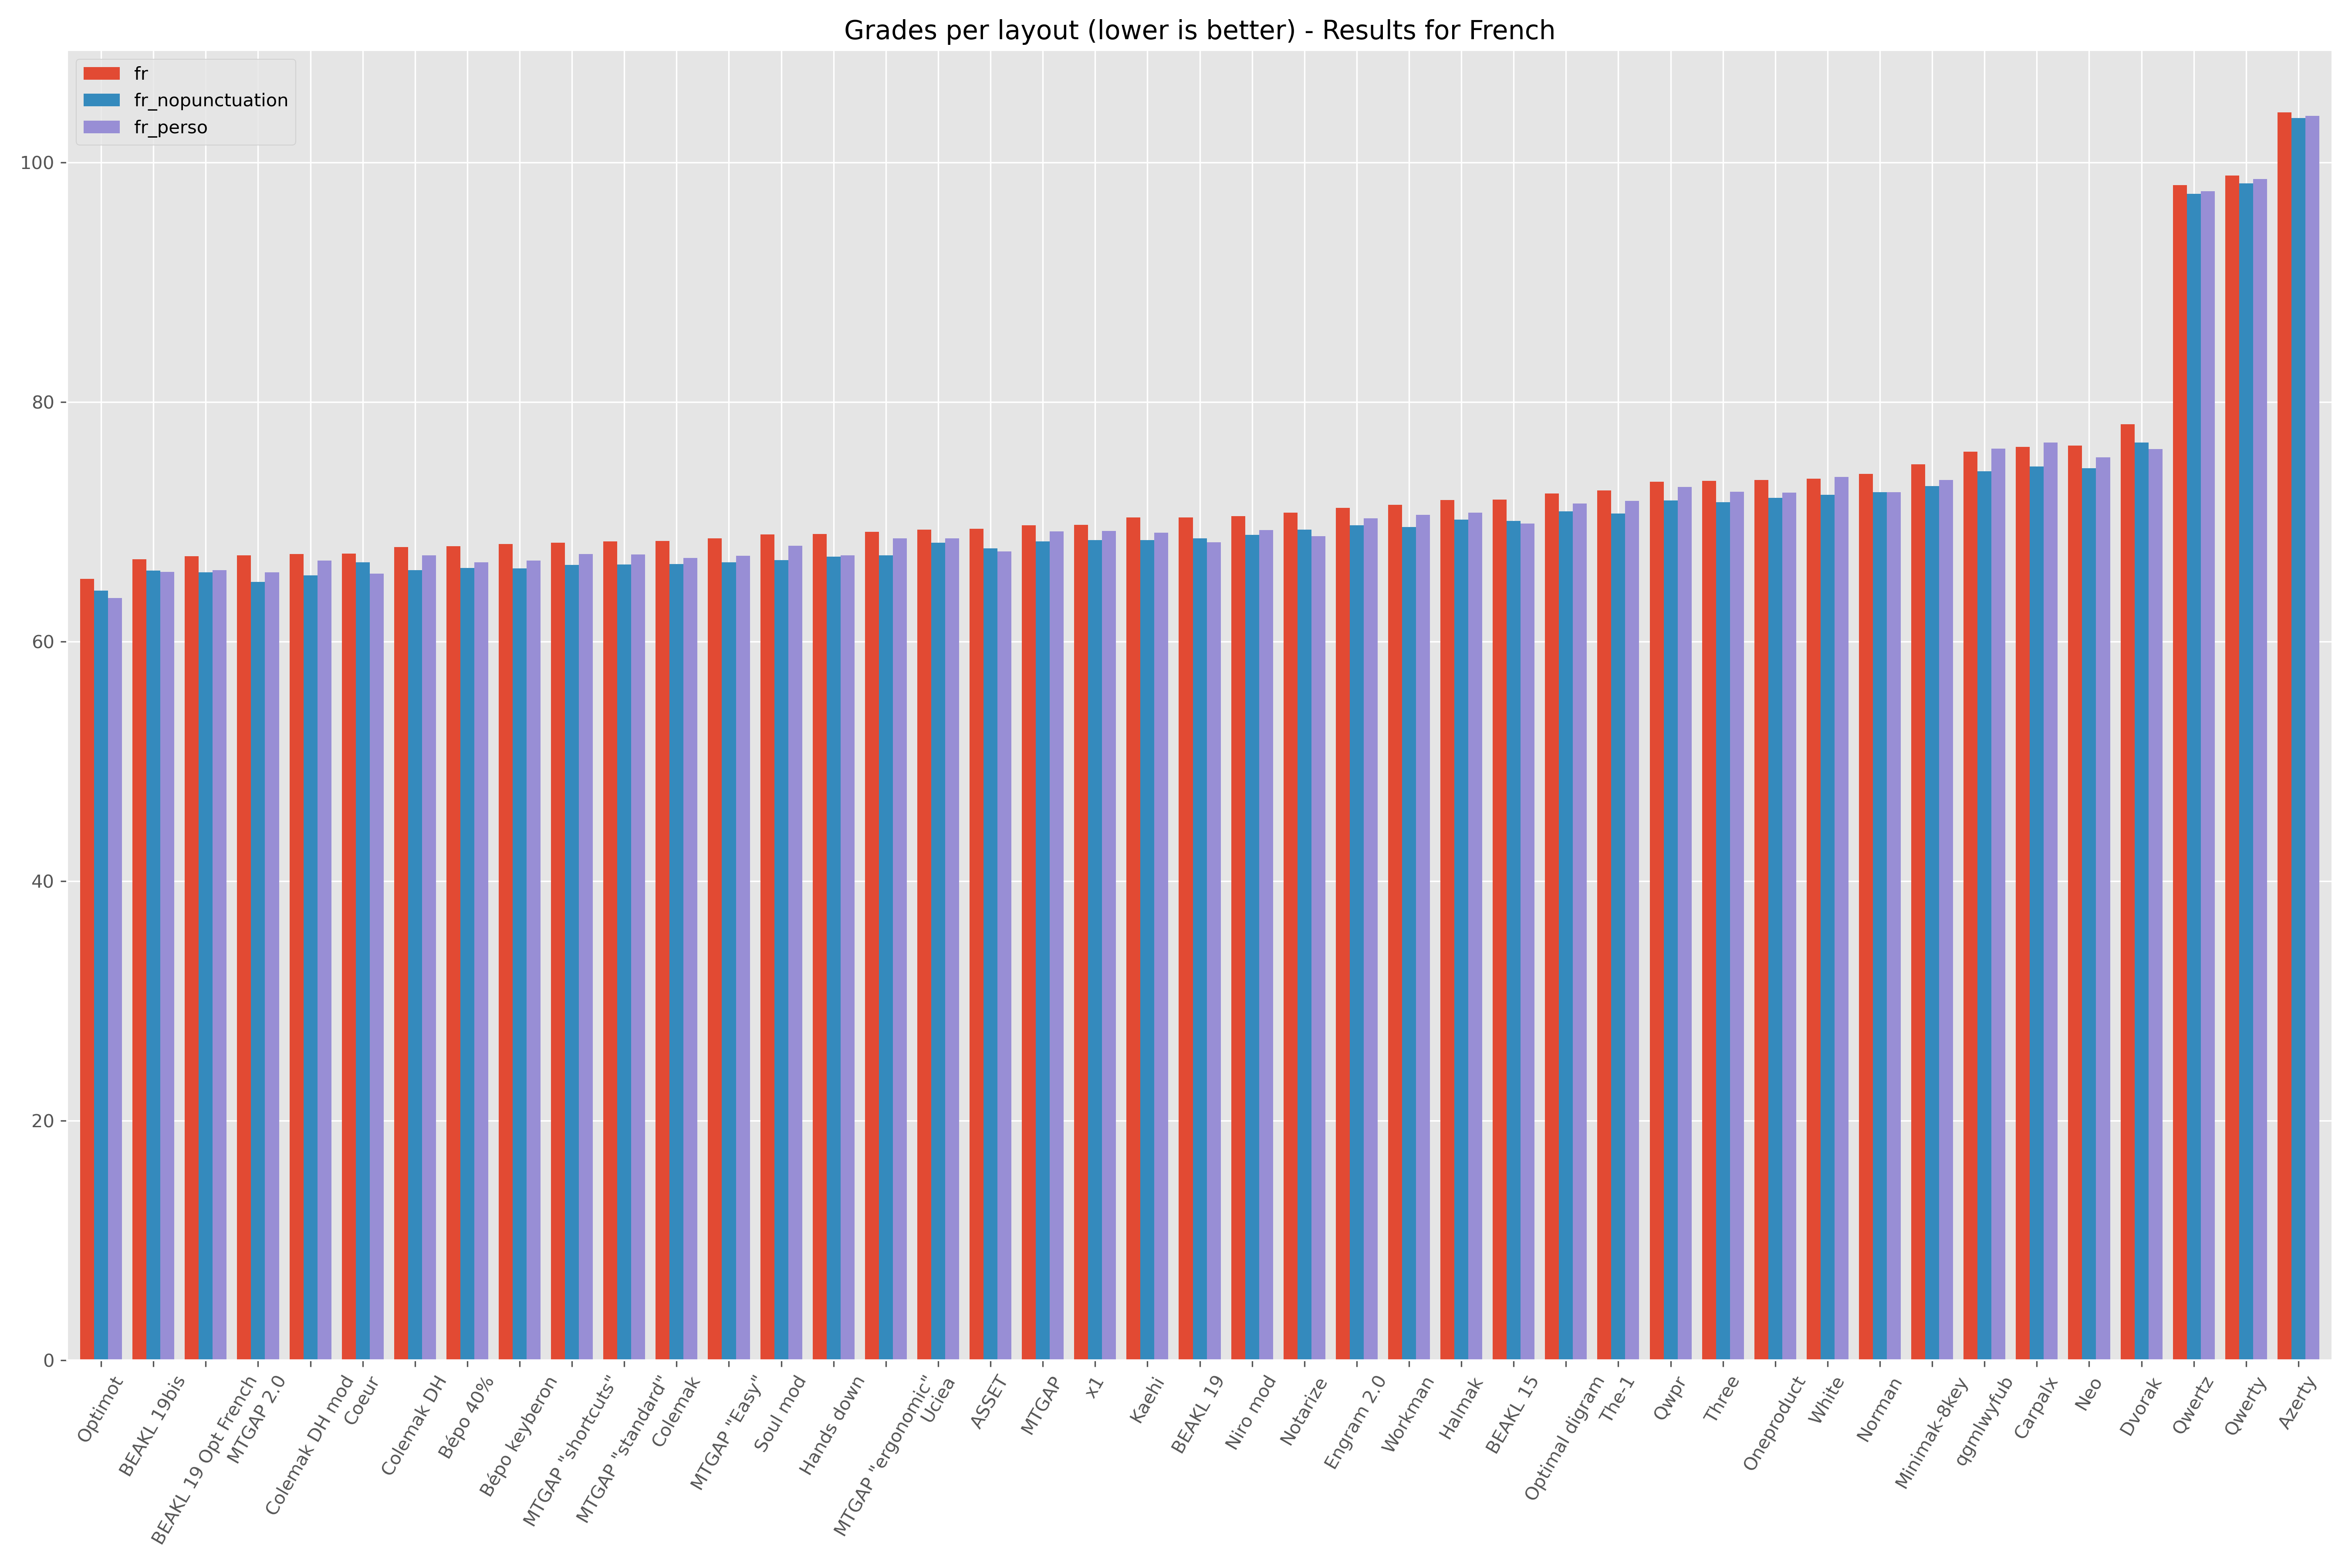 Grades per layout (lower is better) - Results for French
fr
fr_nopunctuation
fr_perso
100
80
60
40
20
0
Optimot
BEAKL 19bis
BEAKL 19 Opt French
MTGAP 2.0
Colemak DH mod
Coeur
Colemak DH
Bépo 40%
Bépo keyberon
MTGAP "shortcuts"
MTGAP "standard"
Colemak
MTGAP "Easy"
Soul mod
Hands down
MTGAP "ergonomic"
Uciea
ASSET
MTGAP
x1
Kaehi
BEAKL 19
Niro mod
Notarize
Engram 2.0
Workman
Halmak
BEAKL 15
Optimal digram
The-1
Qwpr
Three
Oneproduct
White
Norman
Minimak-8key
qgmlwyfub
Carpalx
Neo
Dvorak
Qwertz
Qwerty
Azerty